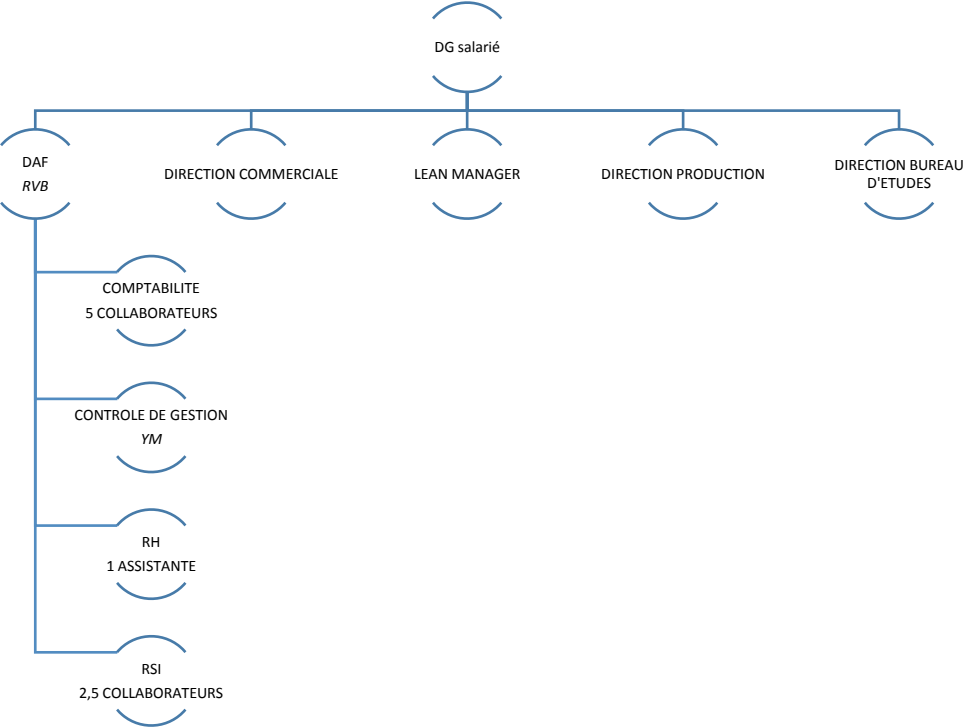 DG salarié
DAF
RVB
DIRECTION COMMERCIALE
LEAN MANAGER
DIRECTION PRODUCTION
DIRECTION BUREAU
D'ETUDES
COMPTABILITE
5 COLLABORATEURS
CONTROLE DE GESTION
YM
RH
1 ASSISTANTE
RSI
2,5 COLLABORATEURS